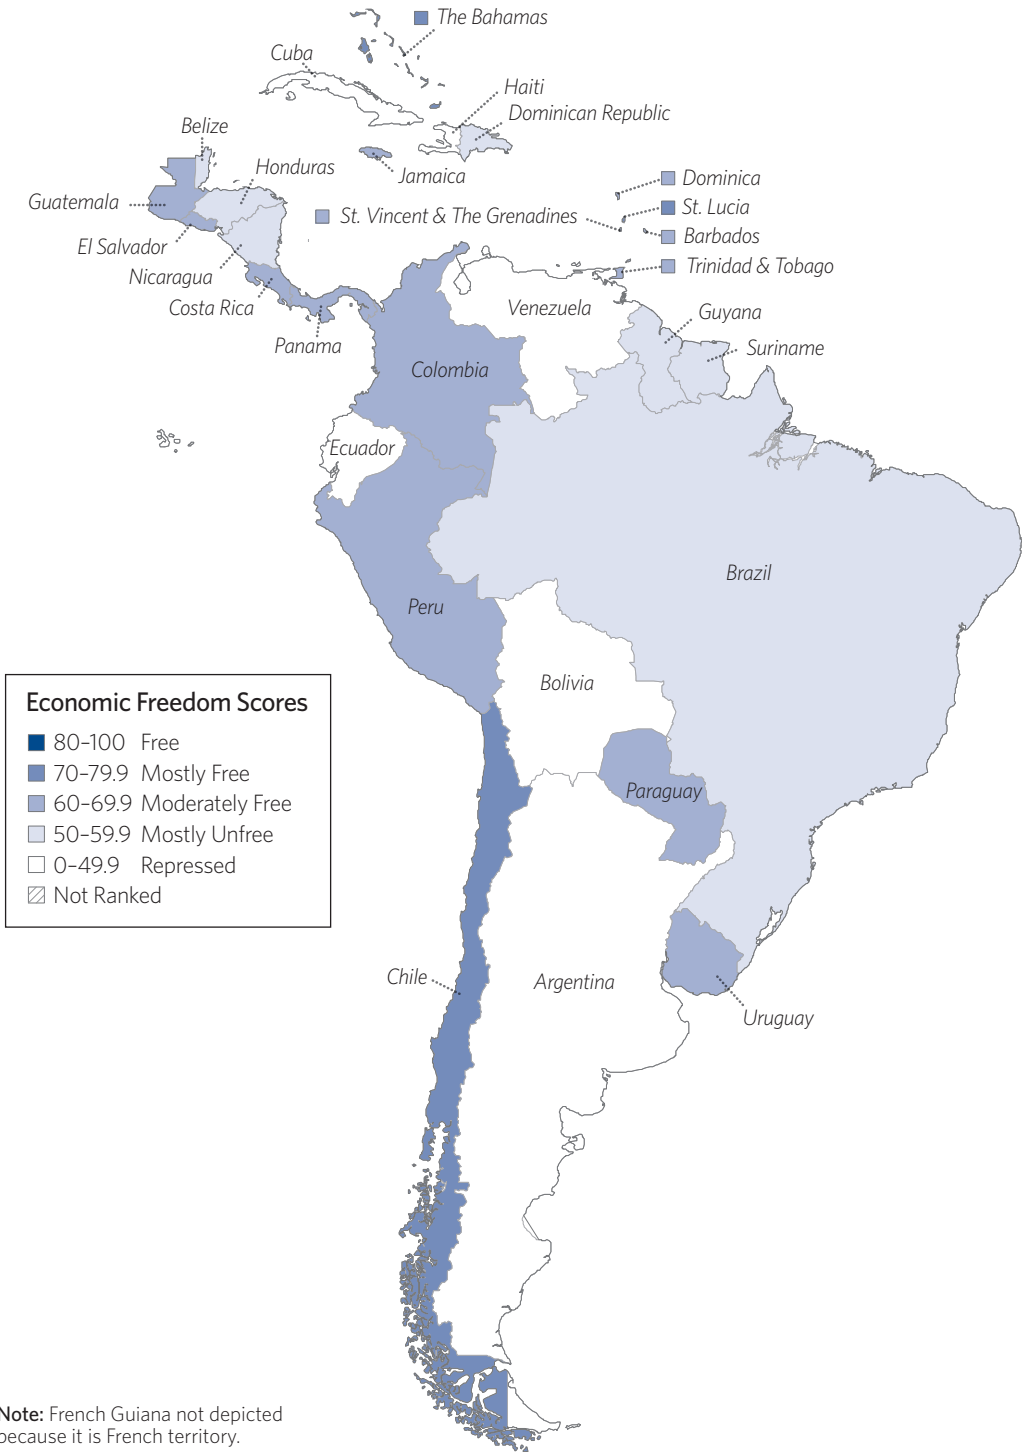 The Bahamas
Cuba
Haiti
Dominican Republic
Belize
Honduras
Jamaica
Guatemala
Dominica
St. Vincent & The Grenadines
St. Lucia
Barbados
El Salvador
Trinidad & Tobago
Nicaragua
Costa Rica
Venezuela
Guyana
Panama
Suriname
Colombia
Ecuador
Brazil
Peru
Bolivia
Economic Freedom Scores
80–100 Free
70–79.9 Mostly Free
60–69.9 Moderately Free
50–59.9 Mostly Unfree
0–49.9 Repressed
Not Ranked
Paraguay
Chile
Argentina
Uruguay
Note: French Guiana not depicted
because it is French territory.